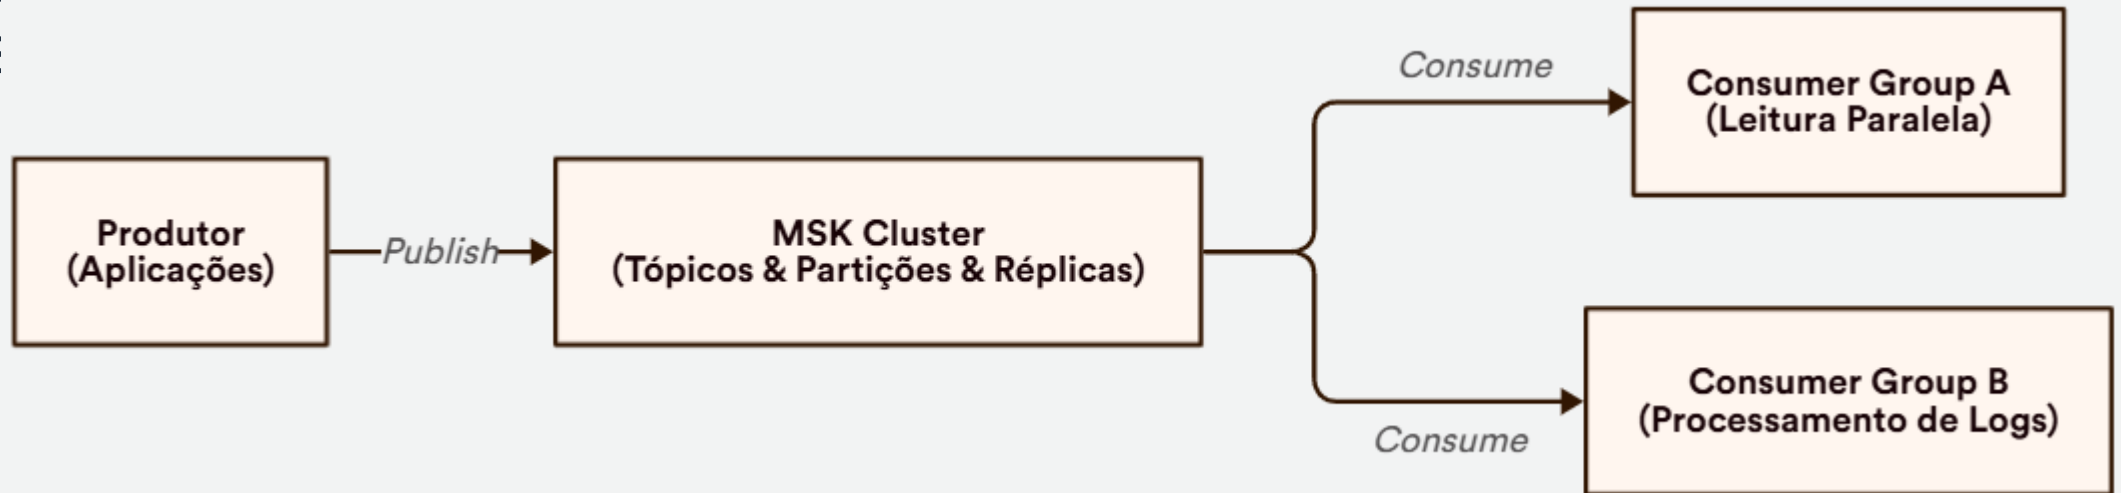 Produtor
(Aplicações)
Publish
MSK Cluster
(Tópicos & Partições & Réplicas)
Consume
Consumer Group A
(Leitura Paralela)
Consume
Consumer Group B
(Processamento de Logs)